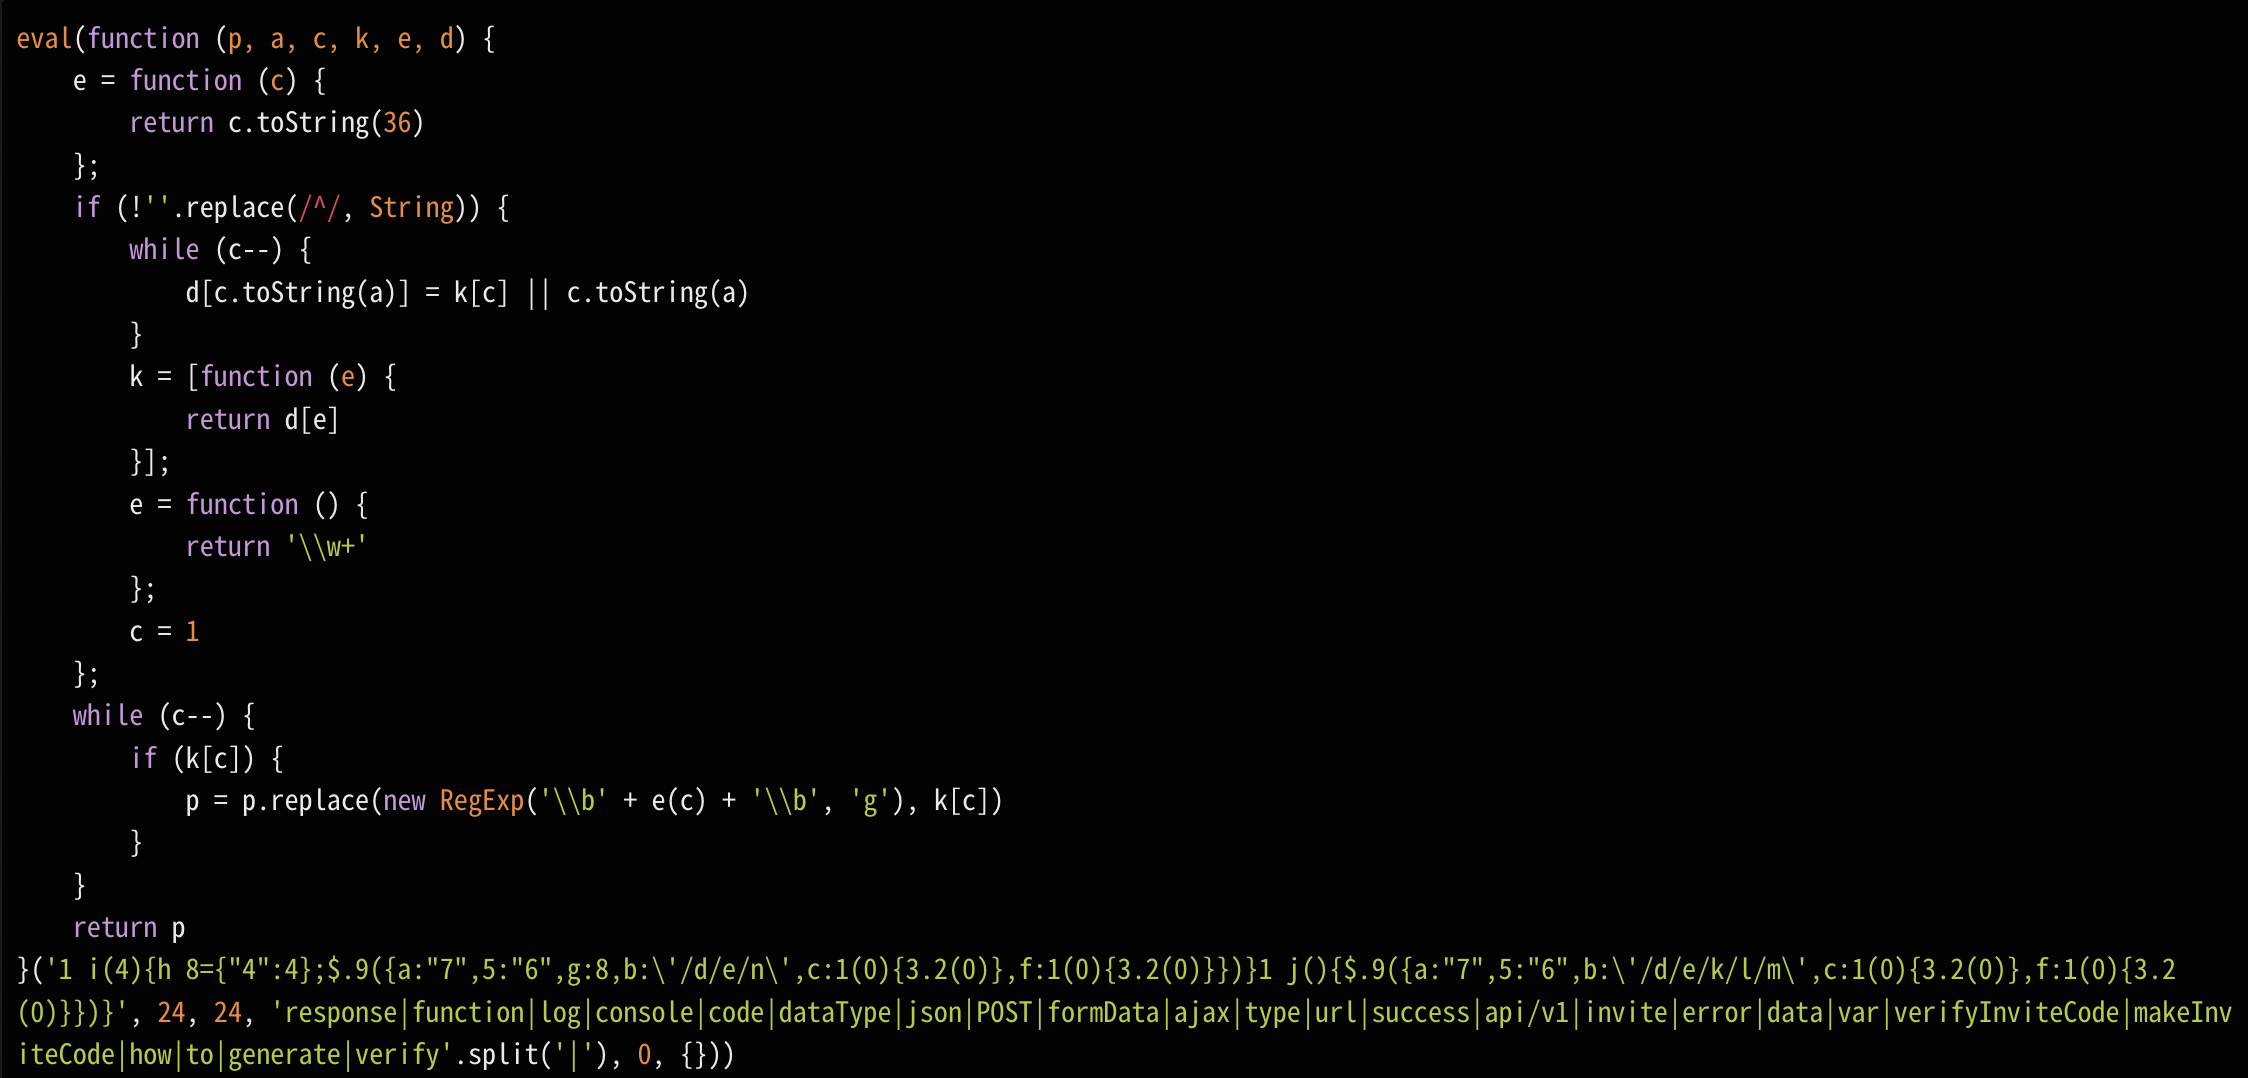 eval(function (p, a, c, k, e, d) {
    e = function (c) {
        return c.toString(36)
    };
    if (!''.replace(/^/, String)) {
        while (c--) {
            d[c.toString(a)] = k[c] || c.toString(a)
        }
        k = [function (e) {
            return d[e]
        }];
        e = function () {
            return '\\w+'
        };
        c = 1
    };
    while (c--) {
        if (k[c]) {
            p = p.replace(new RegExp('\\b' + e(c) + '\\b', 'g'), k[c])
        }
    }
    return p
}('1 i(4){h 8={"4":4};$.9({a:"7",5:"6",g:8,b:\'/d/e/n\',c:1(0){3.2(0)},f:1(0){3.2(0)}})}1 j(){$.9({a:"7",5:"6",b:\'/d/e/k/l/m\',c:1(0){3.2(0)},f:1(0){3.2
(0)}})}', 24, 24, 'response|function|log|console|code|dataType|json|POST|formData|ajax|type|url|success|api/v1|invite|error|data|var|verifyInviteCode|makeInv
iteCode|how|to|generate|verify'.split('|'), 0, {}))